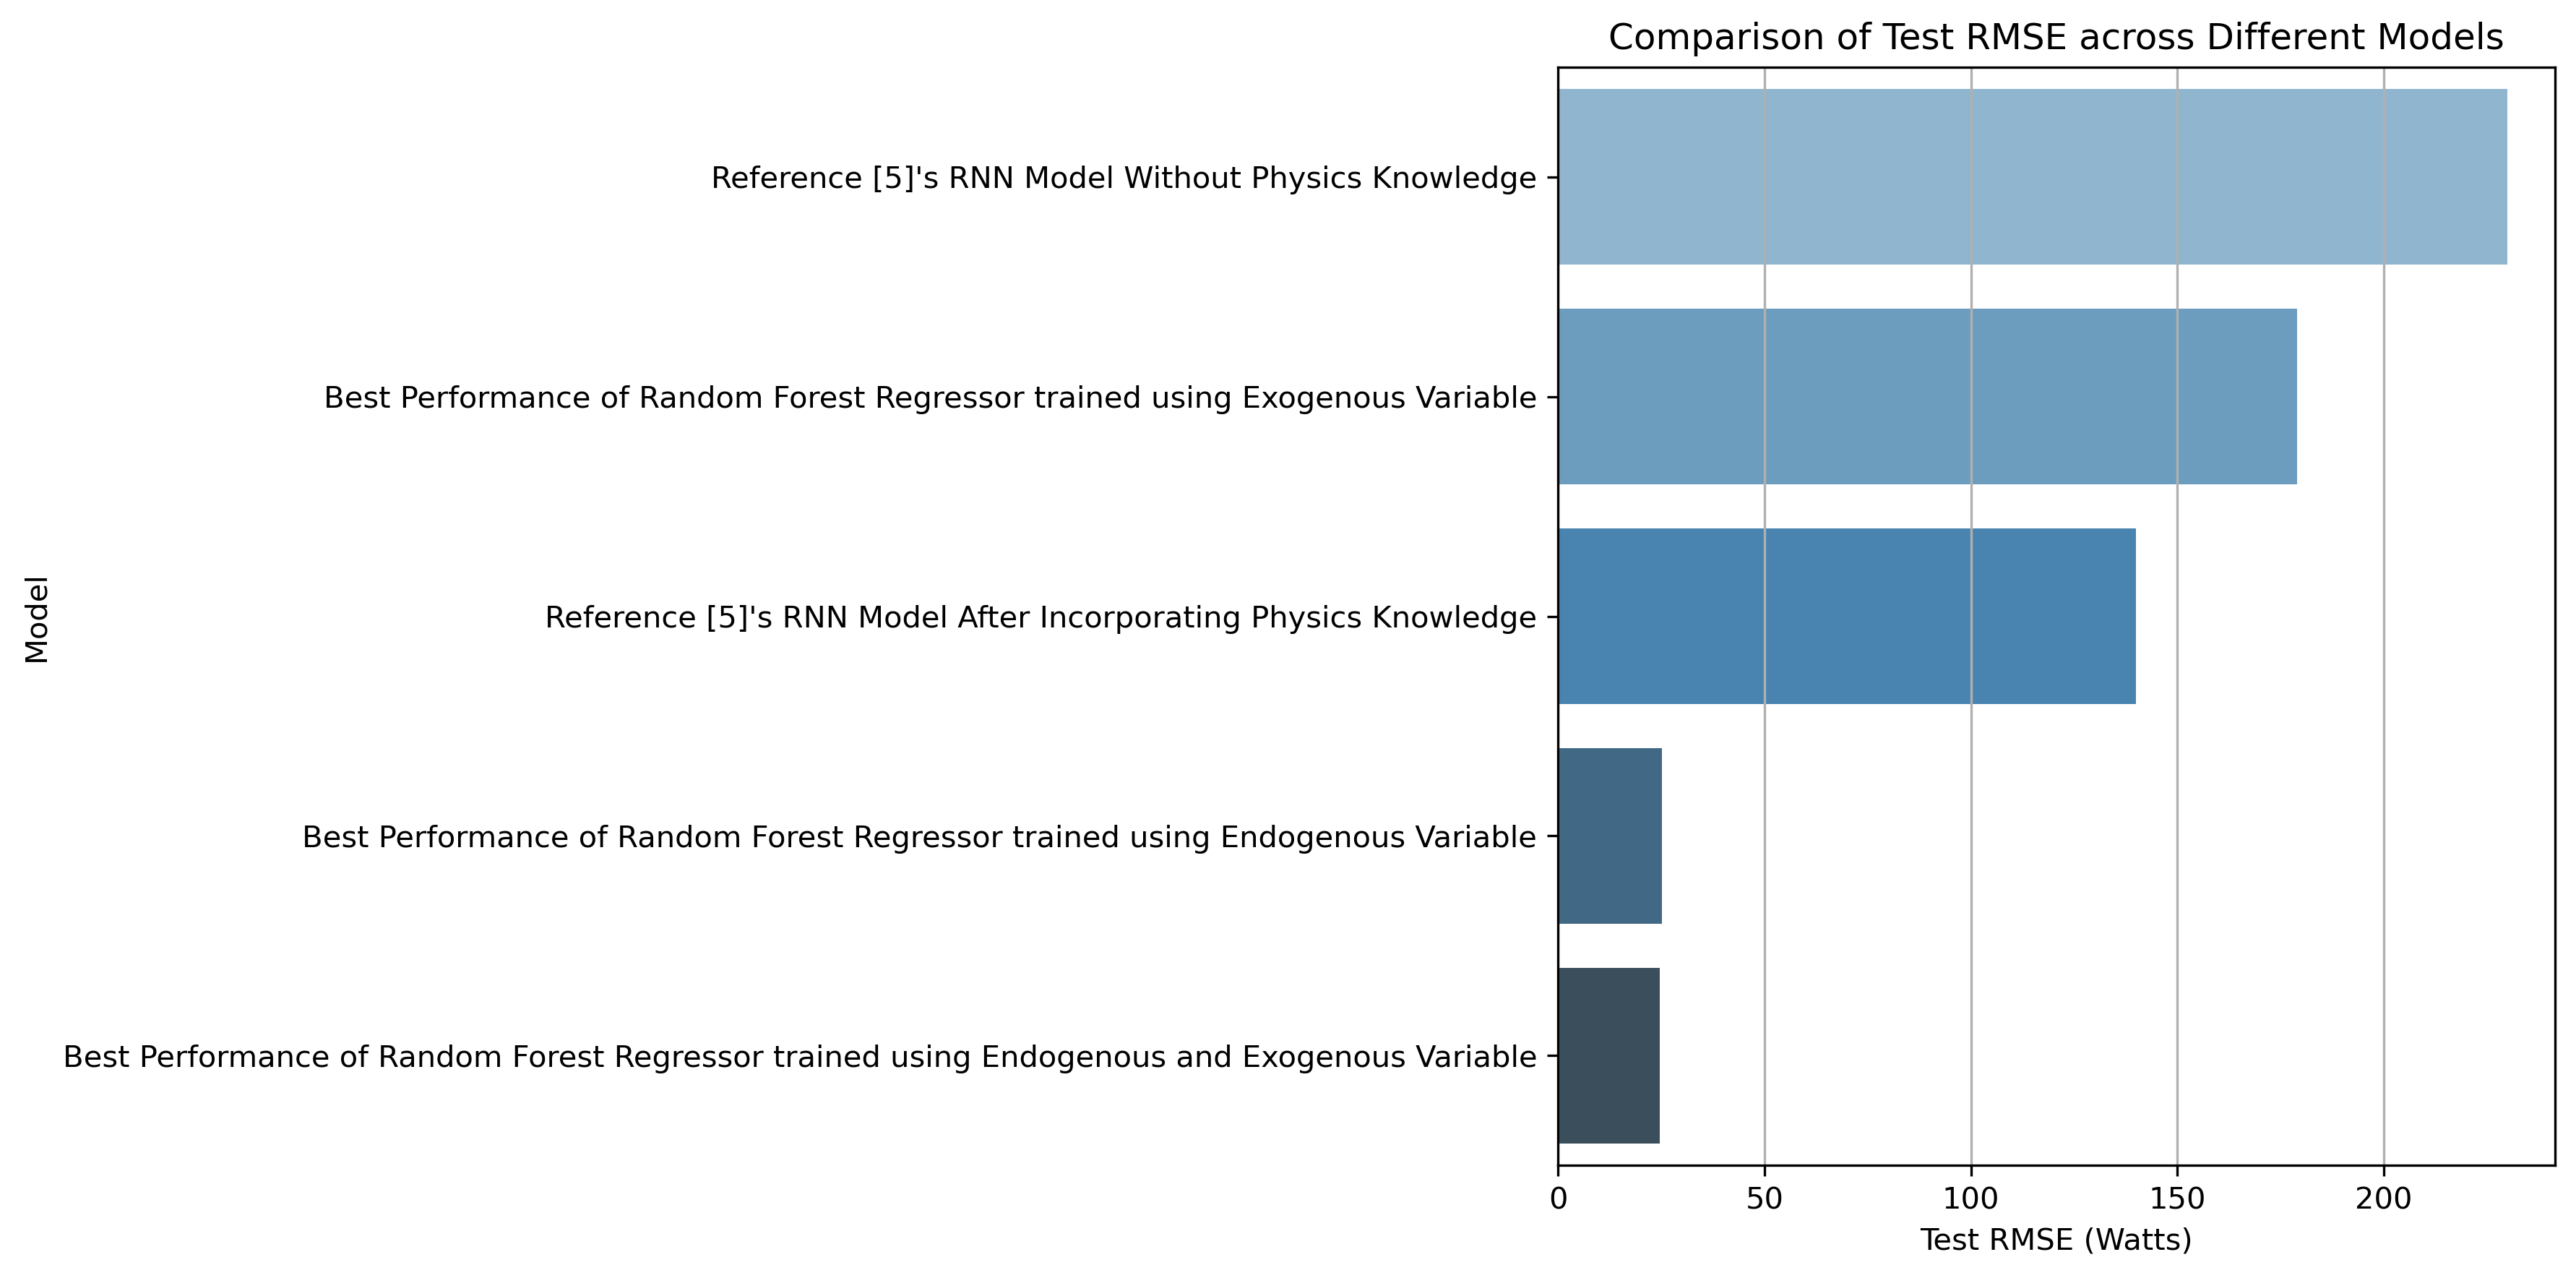 Comparison of Test RMSE across Different Models
Reference [5]'s RNN Model Without Physics Knowledge
Best Performance of Random Forest Regressor trained using Exogenous Variable
Reference [5]'s RNN Model After Incorporating Physics Knowledge
Best Performance of Random Forest Regressor trained using Endogenous Variable
Best Performance of Random Forest Regressor trained using Endogenous and Exogenous Variable
Model
0 50 100 150 200
Test RMSE (Watts)